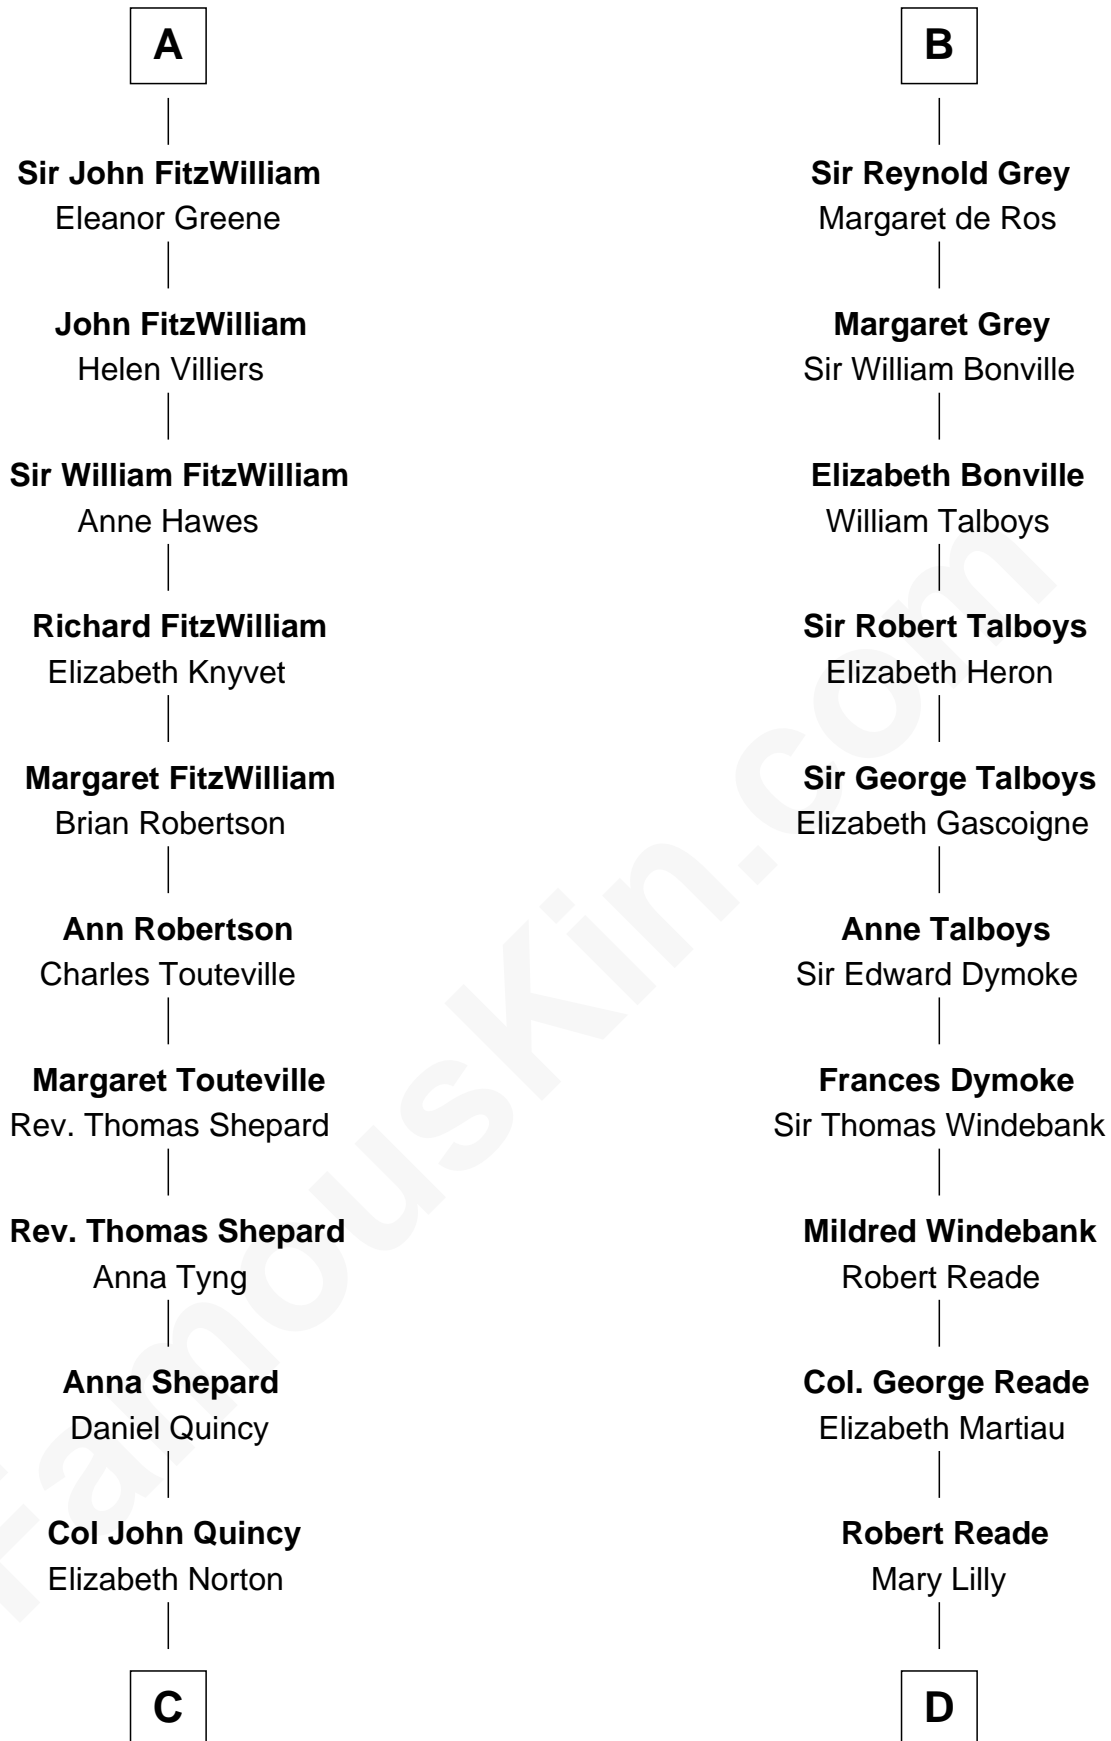 A
Sir John FitzWilliam
Eleanor Greene
John FitzWilliam
Helen Villiers
Sir William FitzWilliam
Anne Hawes
Richard FitzWilliam
Elizabeth Knyvet
Margaret FitzWilliam
Brian Robertson
Ann Robertson
Charles Touteville
Margaret Touteville
Rev. Thomas Shepard
Rev. Thomas Shepard
Anna Tyng
Anna Shepard
Daniel Quincy
Col John Quincy
Elizabeth Norton
C
B
Sir Reynold Grey
Margaret de Ros
Margaret Grey
Sir William Bonville
Elizabeth Bonville
William Talboys
Sir Robert Talboys
Elizabeth Heron
Sir George Talboys
Elizabeth Gascoigne
Anne Talboys
Sir Edward Dymoke
Frances Dymoke
Sir Thomas Windebank
Mildred Windebank
Robert Reade
Col. George Reade
Elizabeth Martiau
Robert Reade
Mary Lilly
D
FamousKin.com